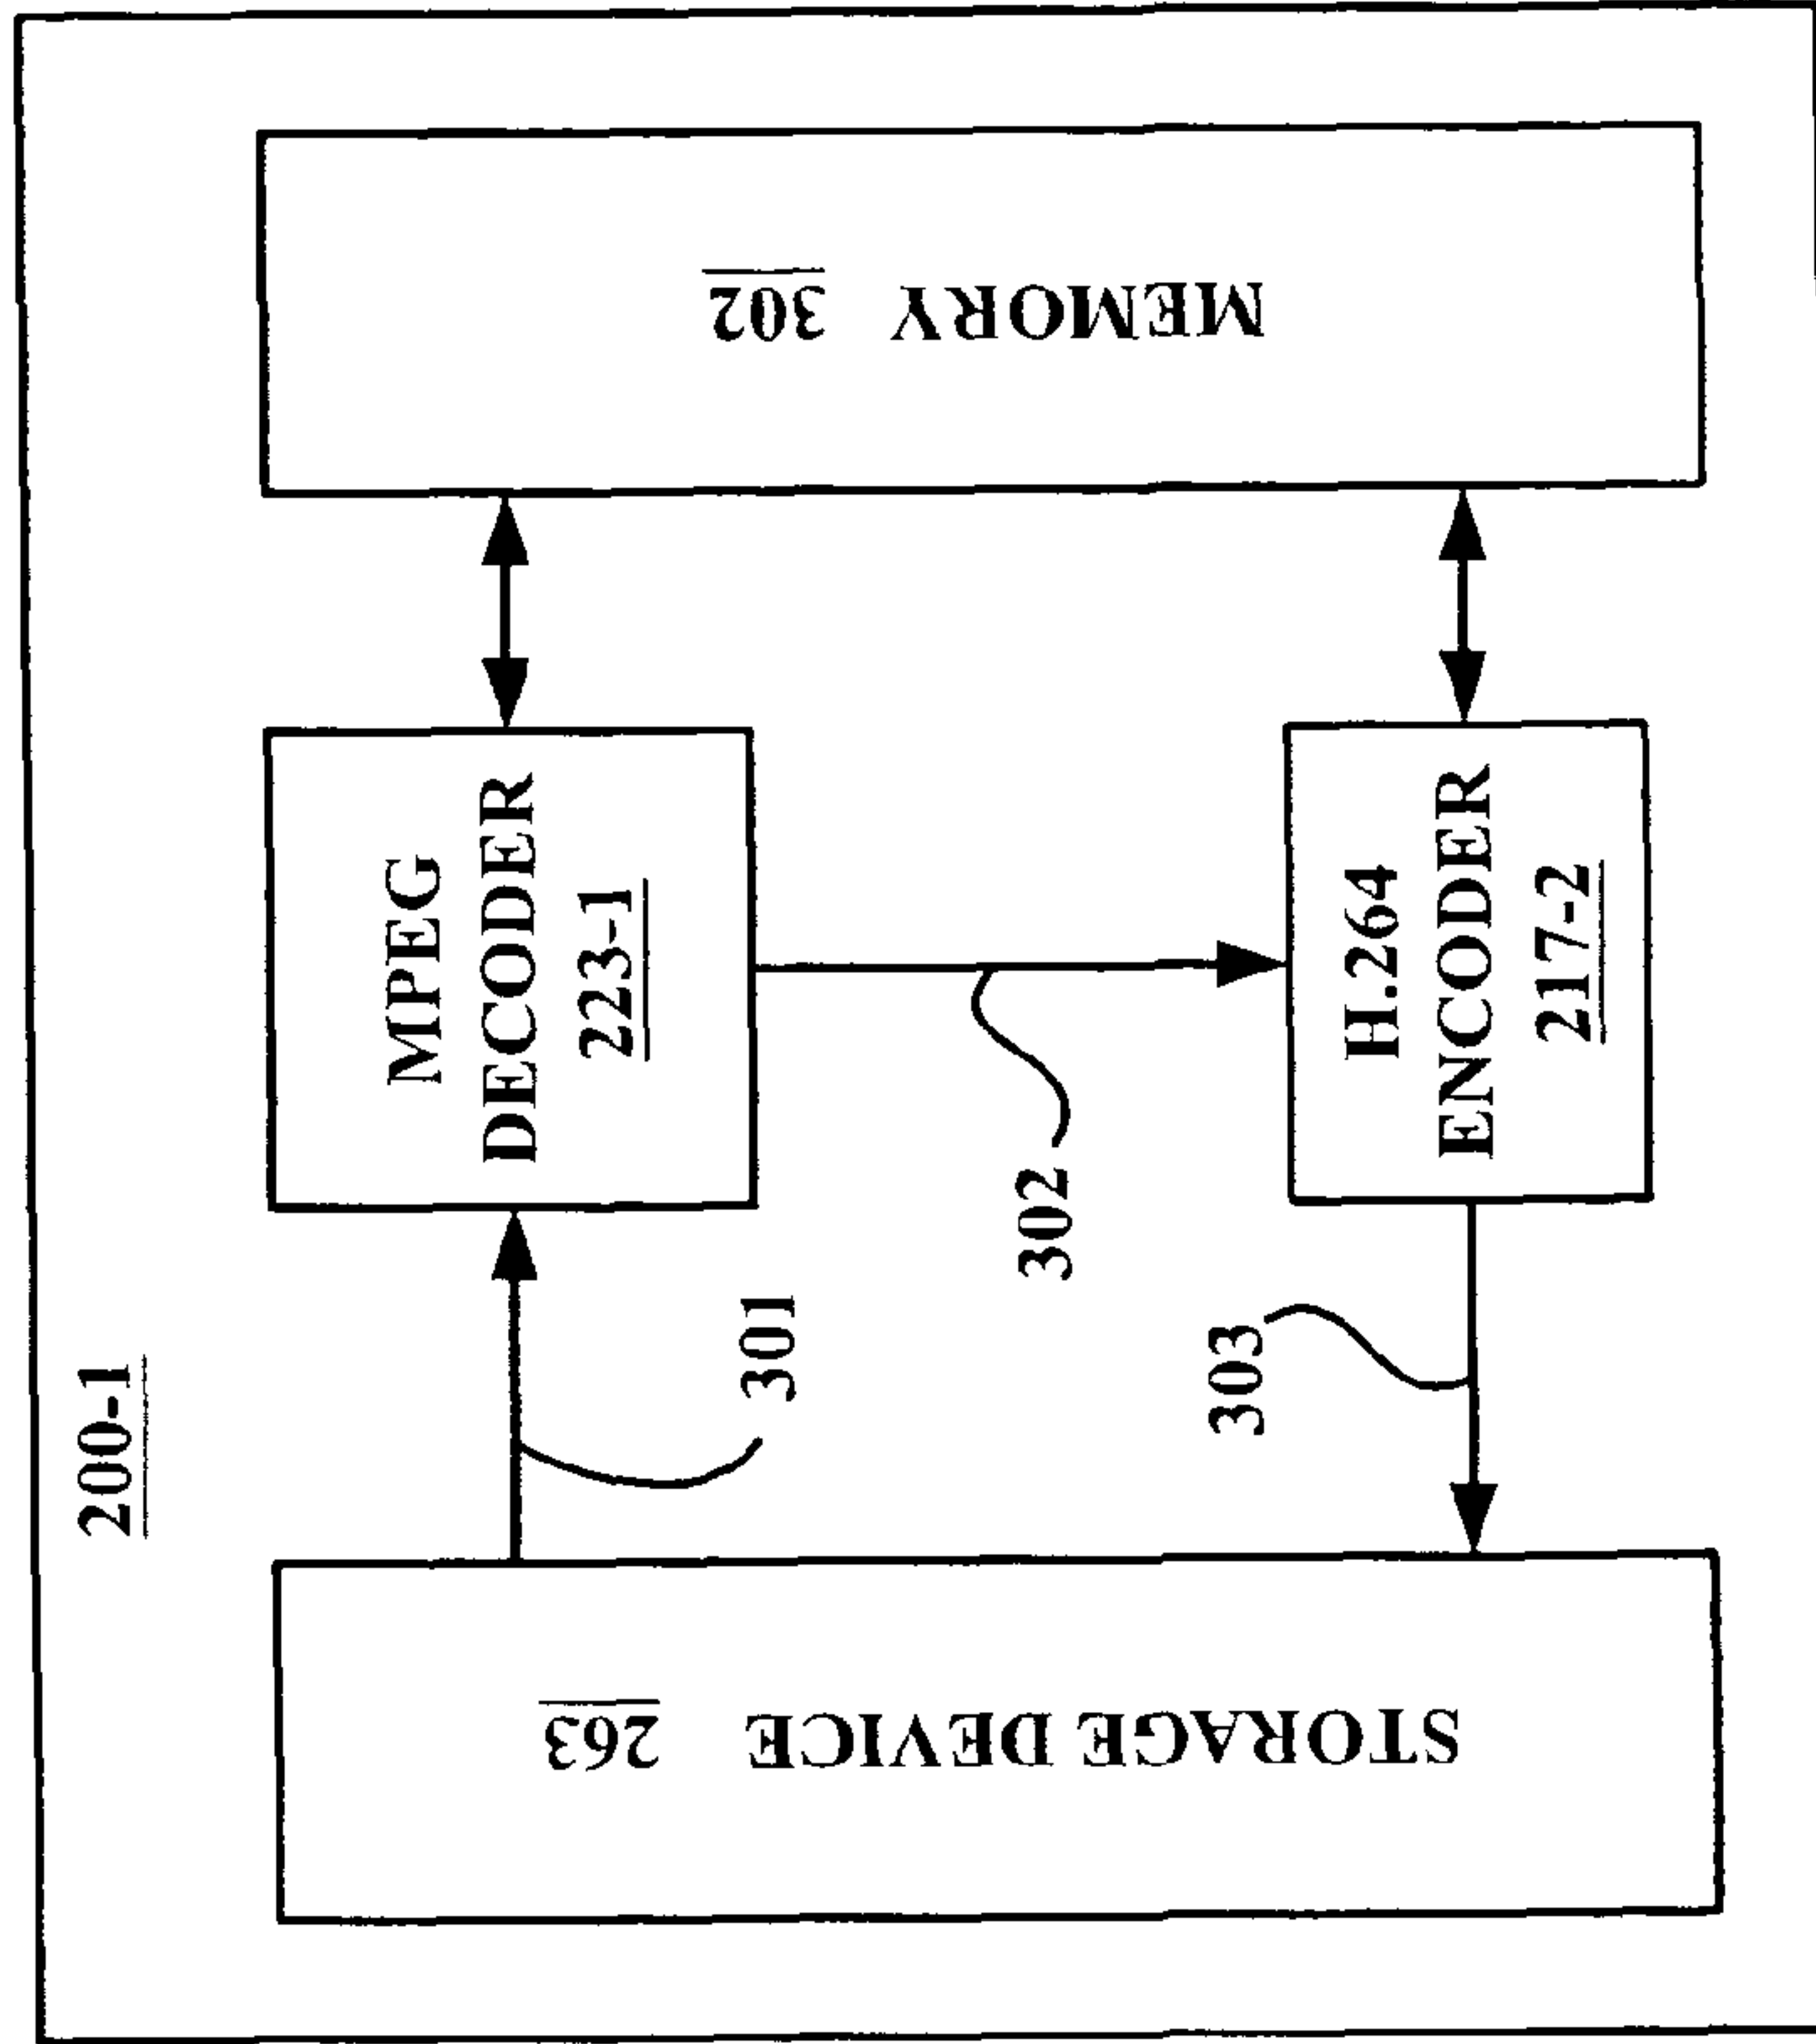 200-1
STORAGE DEVICE 263
301
MPEG
DECODER
223-1
302
303
H.264
ENCODER
217-2
MEMORY 302